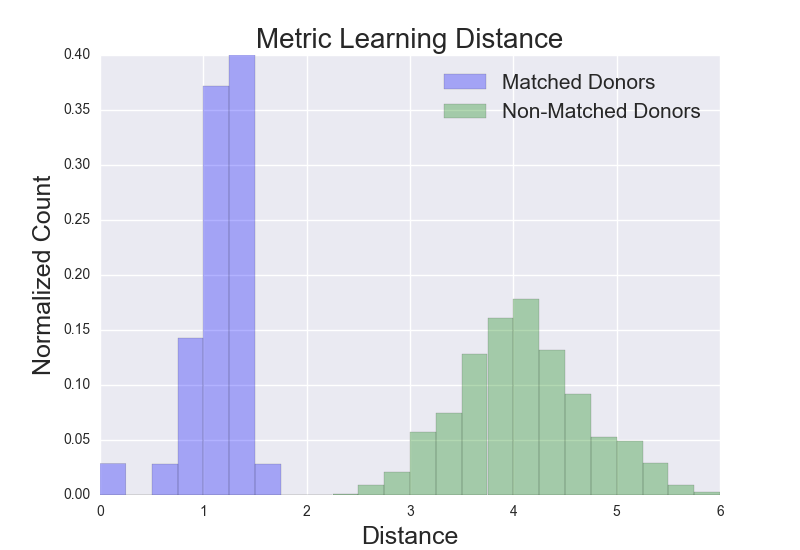 Metric Learning Distance
Matched Donors
Non-Matched Donors
Normalized Count
0.40
0.35
0.30
0.25
0.20
0.15
0.10
0.05
0.00
0 1 2 3 4 5 6
Distance